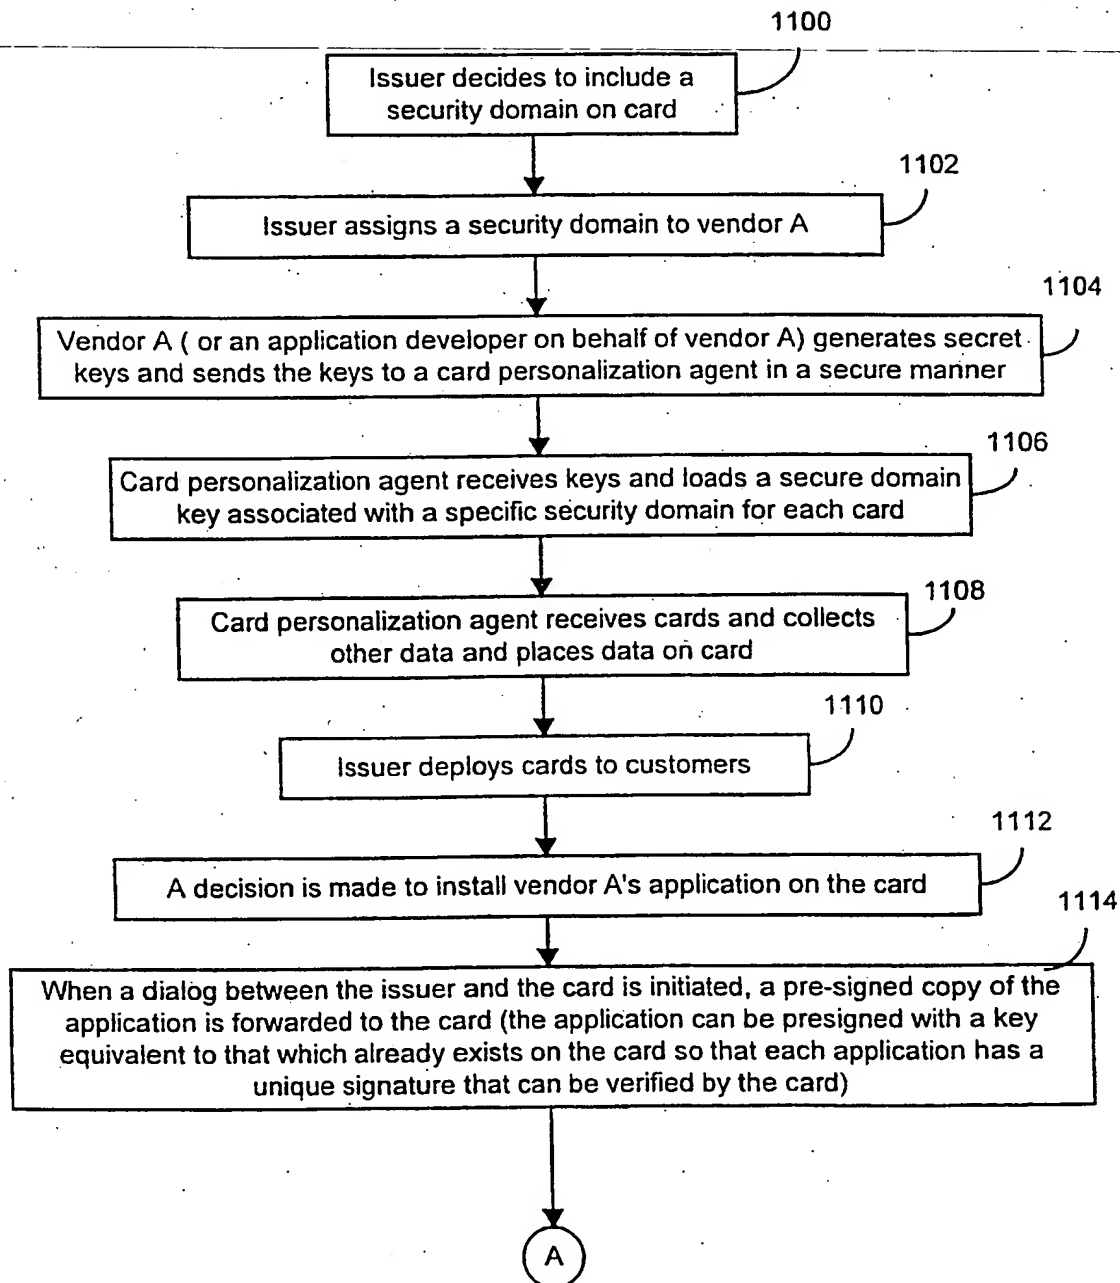 1100
Issuer decides to include a
security domain on card
1102
Issuer assigns a security domain to vendor A
1104
Vendor A ( or an application developer on behalf of vendor A) generates secret
keys and sends the keys to a card personalization agent in a secure manner
1106
Card personalization agent receives keys and loads a secure domain
key associated with a specific security domain for each card
1108
Card personalization agent receives cards and collects
other data and places data on card
1110
Issuer deploys cards to customers
1112
A decision is made to install vendor A's application on the card
1114
When a dialog between the issuer and the card is initiated, a pre-signed copy of the
application is forwarded to the card (the application can be presigned with a key
equivalent to that which already exists on the card so that each application has a
unique signature that can be verified by the card)
A